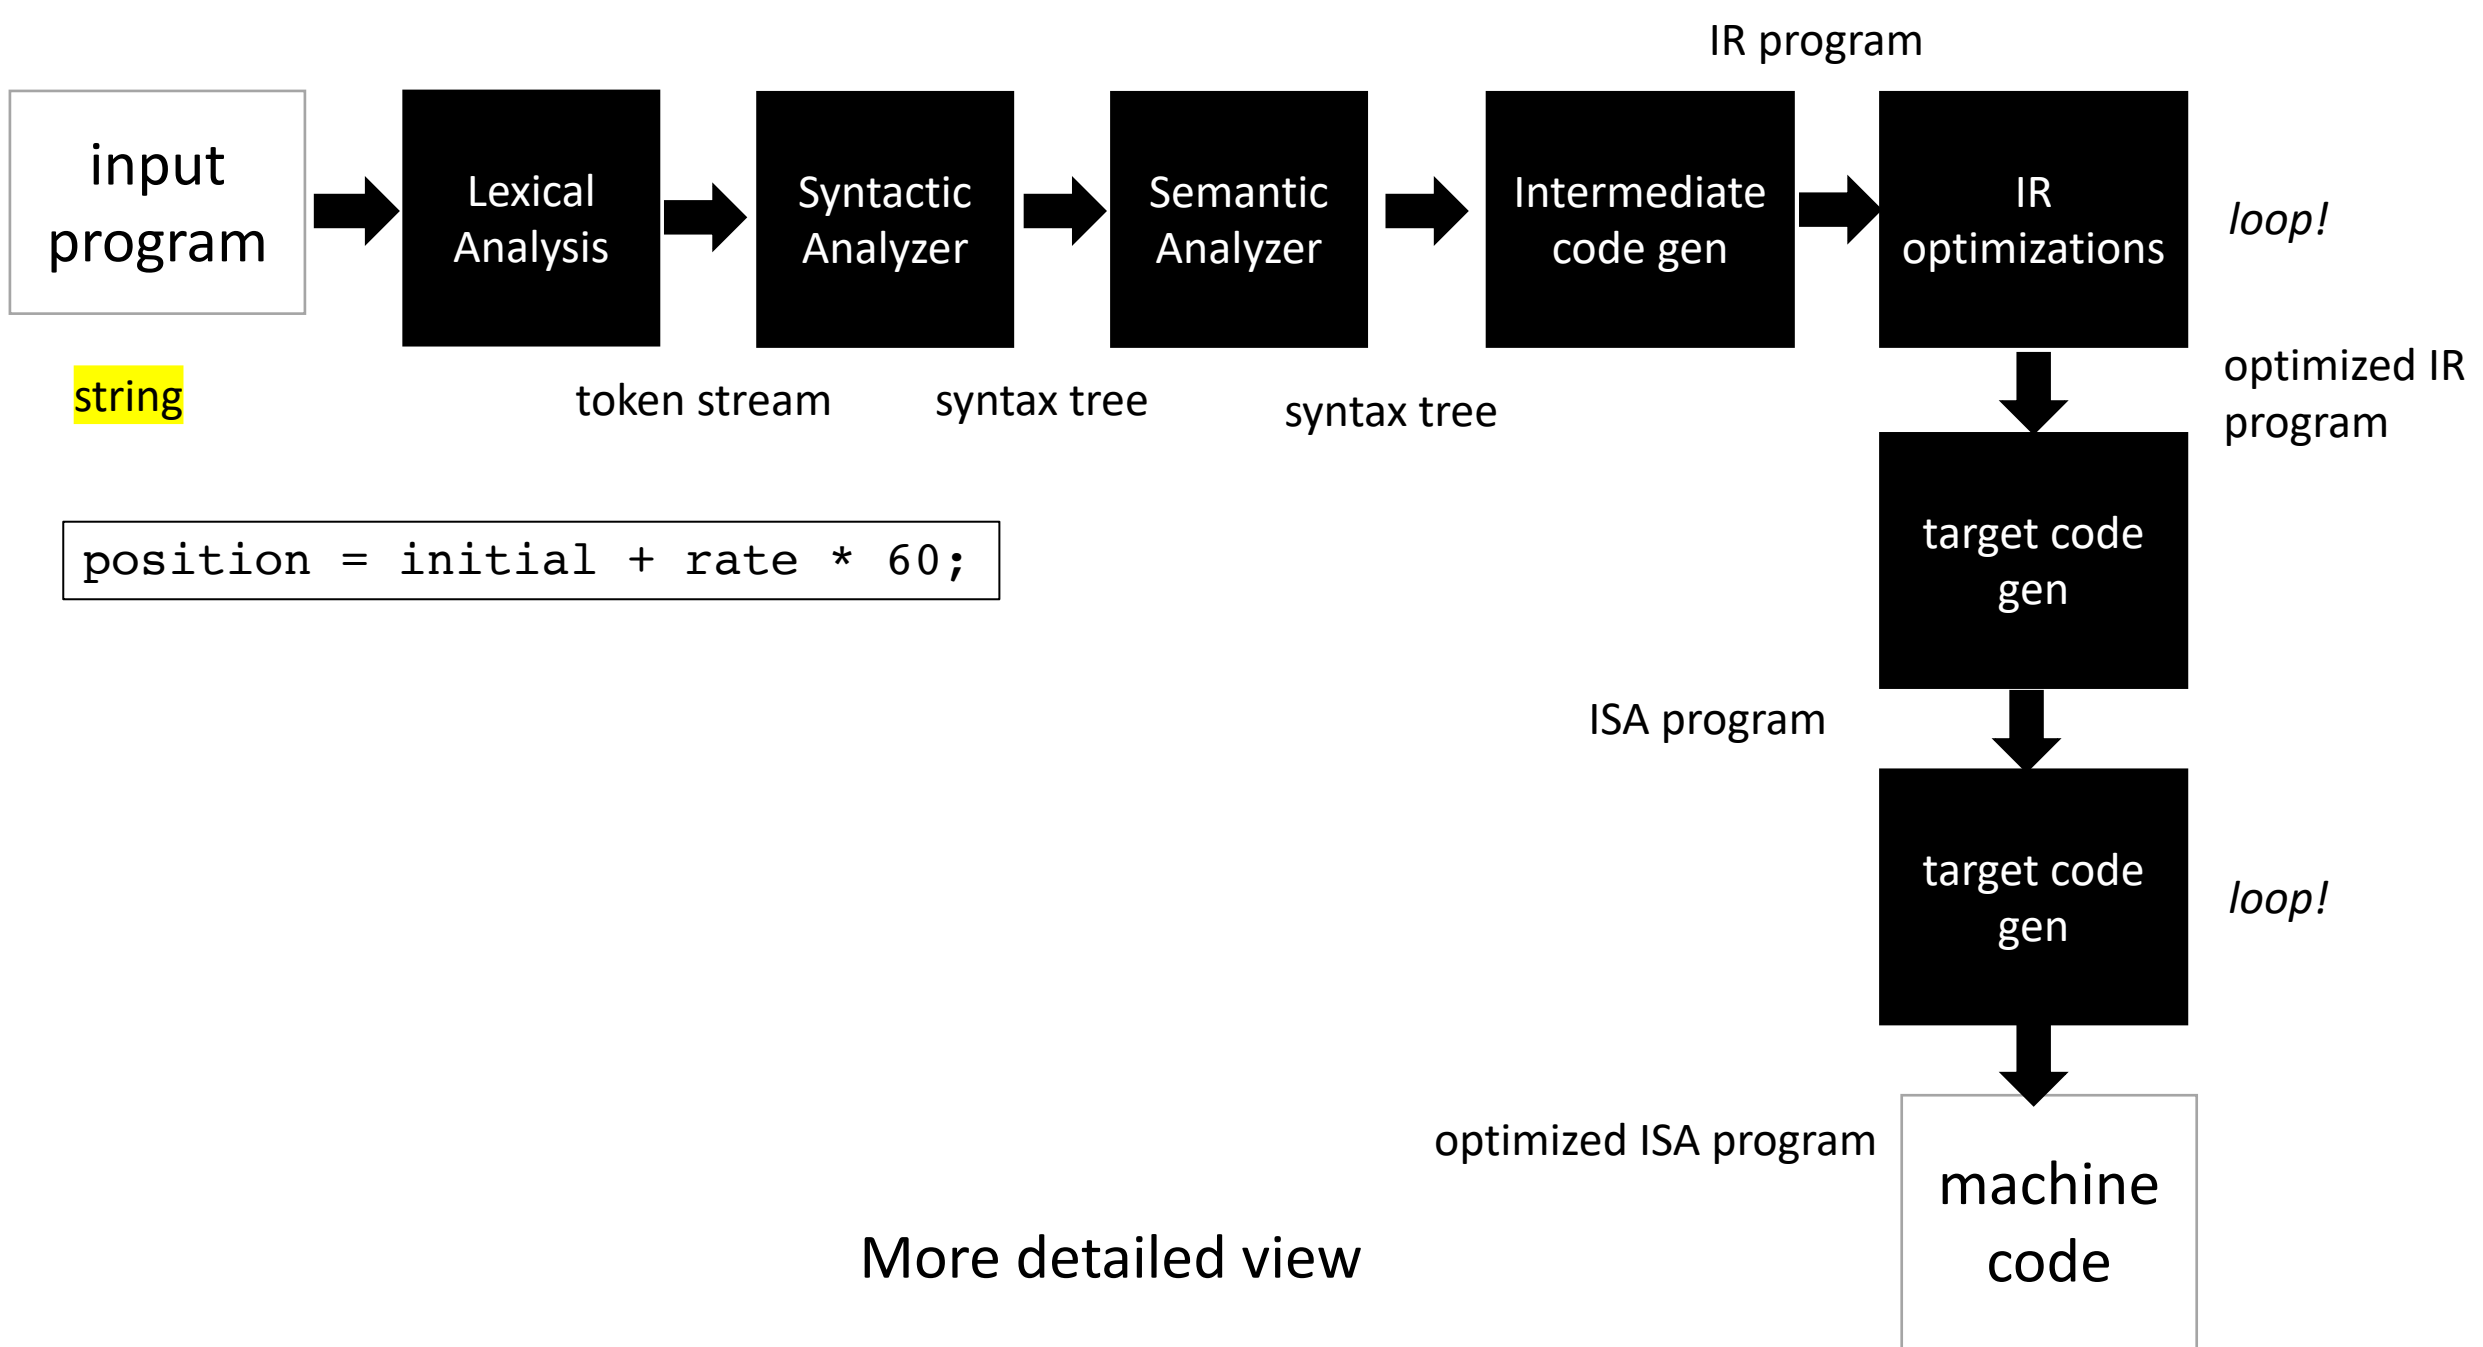 IR program
input
program
Lexical
Analysis
Syntactic
Analyzer
Semantic
Analyzer
Intermediate
code gen
IR
optimizations
loop!
string
token stream
syntax tree
syntax tree
optimized IR
program
position = initial + rate * 60;
target code
gen
ISA program
target code
gen
loop!
optimized ISA program
machine
code
More detailed view